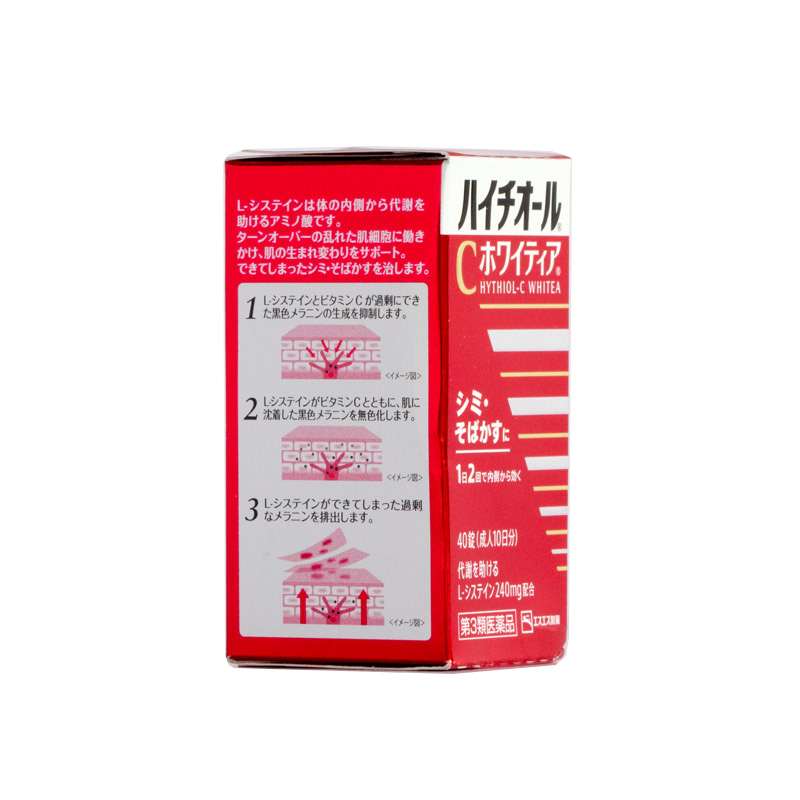 L-システインは体の内側から代謝を
助けるアミノ酸です。
ターンオーバーの乱れた肌細胞に働き
かけ、肌の生まれ変わりをサポート。
できてしまったシミ・そばかすを治します。
1
L-システインとビタミンCが過剰にでき
た黒色メラニンの生成を抑制します。
<イメージ図>
2
L-システインがビタミンCとともに、肌に
沈着した黒色メラニンを無色化します。
<イメージ図>
3
L-システインができてしまった過剰
なメラニンを排出します。
<イメージ図>
ハイチオール®
Cホワイティア®
HYTHIOL-C WHITEA
シミ・
そばかすに
1日2回で内側から効く
40錠(成人10日分)
代謝を助ける
L-システイン240mg配合
第3類医薬品
エスエス製薬